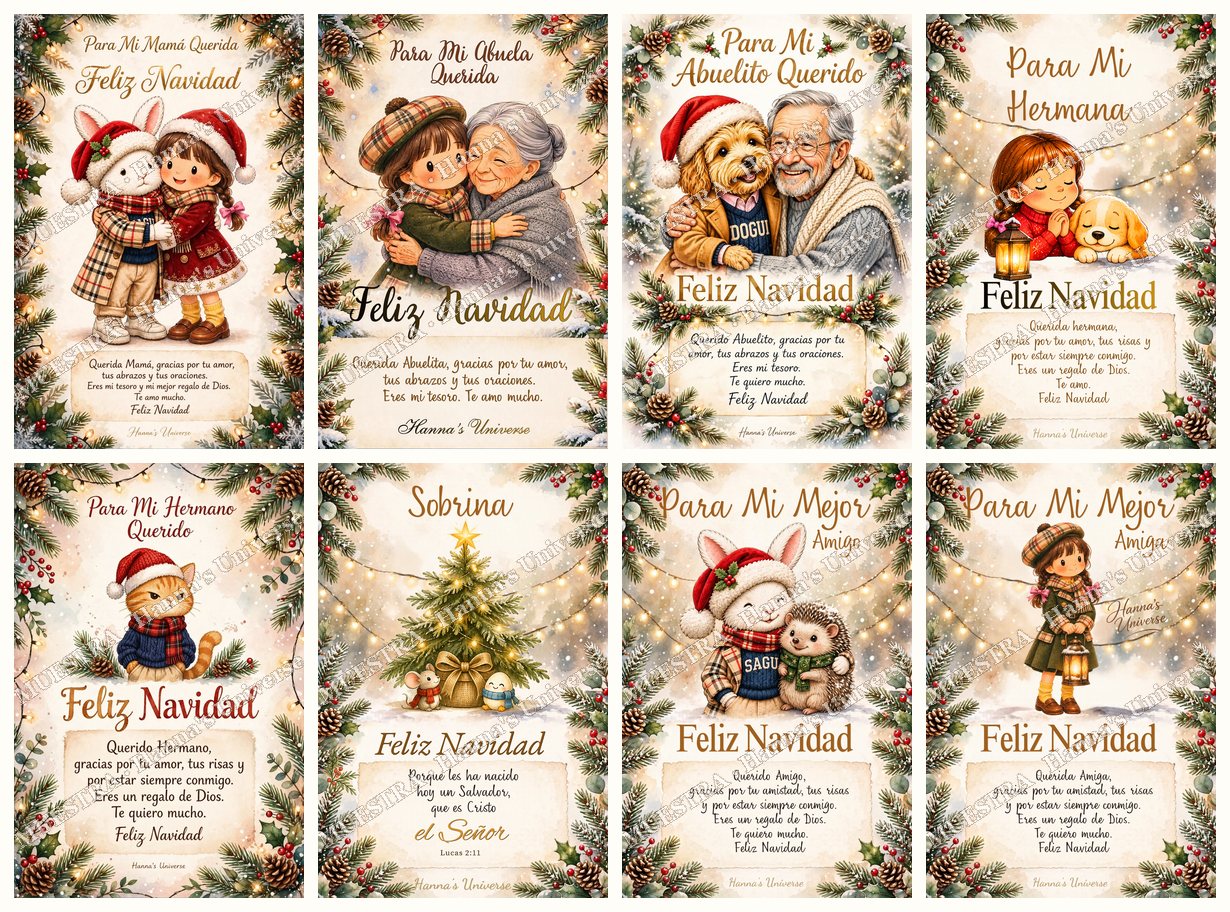 Para Mi Mamá Querida
Feliz Navidad
SAGU
Querida Mamá, gracias por tu amor,
tus abrazos y tus oraciones.
Eres mi tesoro y mi mejor regalo de Dios.
Te amo mucho.
Feliz Navidad
Hanna's Universe
Para Mi Abuela
Querida
Feliz Navidad
Querida Abuelita, gracias por tu amor,
tus abrazos y tus oraciones.
Eres mi tesoro. Te amo mucho.
Hanna's Universe
Para Mi
Abuelito Querido
DOGUI
Feliz Navidad
Querido Abuelito, gracias por tu
amor, tus abrazos y tus oraciones.
Eres mi tesoro.
Te quiero mucho.
Feliz Navidad
Hanna's Universe
Para Mi
Hermana
Feliz Navidad
Querida hermana,
gracias por tu amor, tus risas y
por estar siempre conmigo.
Eres un regalo de Dios.
Te amo.
Feliz Navidad
Hanna's Universe
Para Mi Hermano
Querido
Feliz Navidad
Querido Hermano,
gracias por tu amor, tus risas y
por estar siempre conmigo.
Eres un regalo de Dios.
Te quiero mucho.
Feliz Navidad
Hanna's Universe
Sobrina
Feliz Navidad
Porque les ha nacido
hoy un Salvador,
que es Cristo
el Señor
Lucas 2:11
Hanna's Universe
Para Mi Mejor
Amigo
SAGU
Feliz Navidad
Querido Amigo,
gracias por tu amistad, tus risas
y por estar siempre conmigo.
Eres un regalo de Dios.
Te quiero mucho.
Feliz Navidad
Hanna's Universe
Para Mi Mejor
Amiga
Hanna's
Universe
Feliz Navidad
Querida Amiga,
gracias por tu amistad, tus risas
y por estar siempre conmigo.
Eres un regalo de Dios.
Te quiero mucho.
Feliz Navidad
Hanna's Universe
MUESTRA . Hanna's Universe